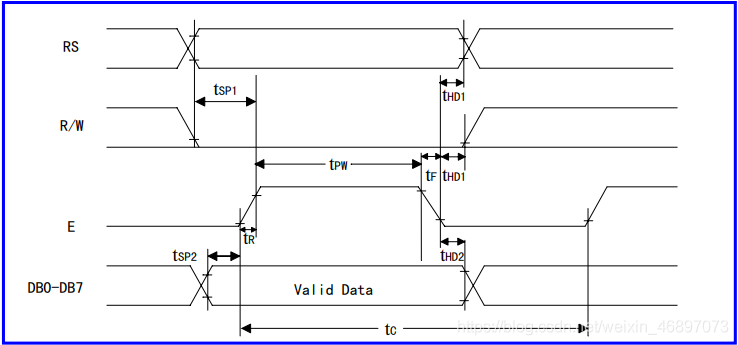 RS
tSP1
tHD1
R/W
tPW
tF
tHD1
E
tR
tSP2
tHD2
DB0-DB7
Valid Data
tC
https://blog.csdn.net/weixin_46897073